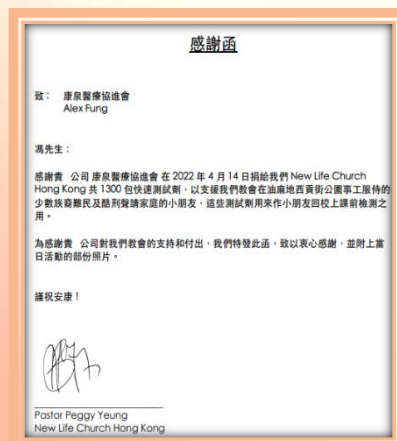 感謝函
致： 康泉醫療協進會
Alex Fung
馮先生：
感謝貴 公司康泉醫療協進會 在 2022 年 4 月 14 日捐給我們 New Life Church
Hong Kong 共 1300 包快速測試劑，以支援我們教會在油麻地西貢街公園事工服侍的
少數族裔難民及酷刑聲請家庭的小朋友，這些測試劑用來作小朋友回校上課前檢測之
用。
為感謝貴 公司對我們教會的支持和付出，我們特發此函，致以衷心感謝，並附上當
日活動的部份照片。
謹祝安康！
Pastor Peggy Yeung
New Life Church Hong Kong